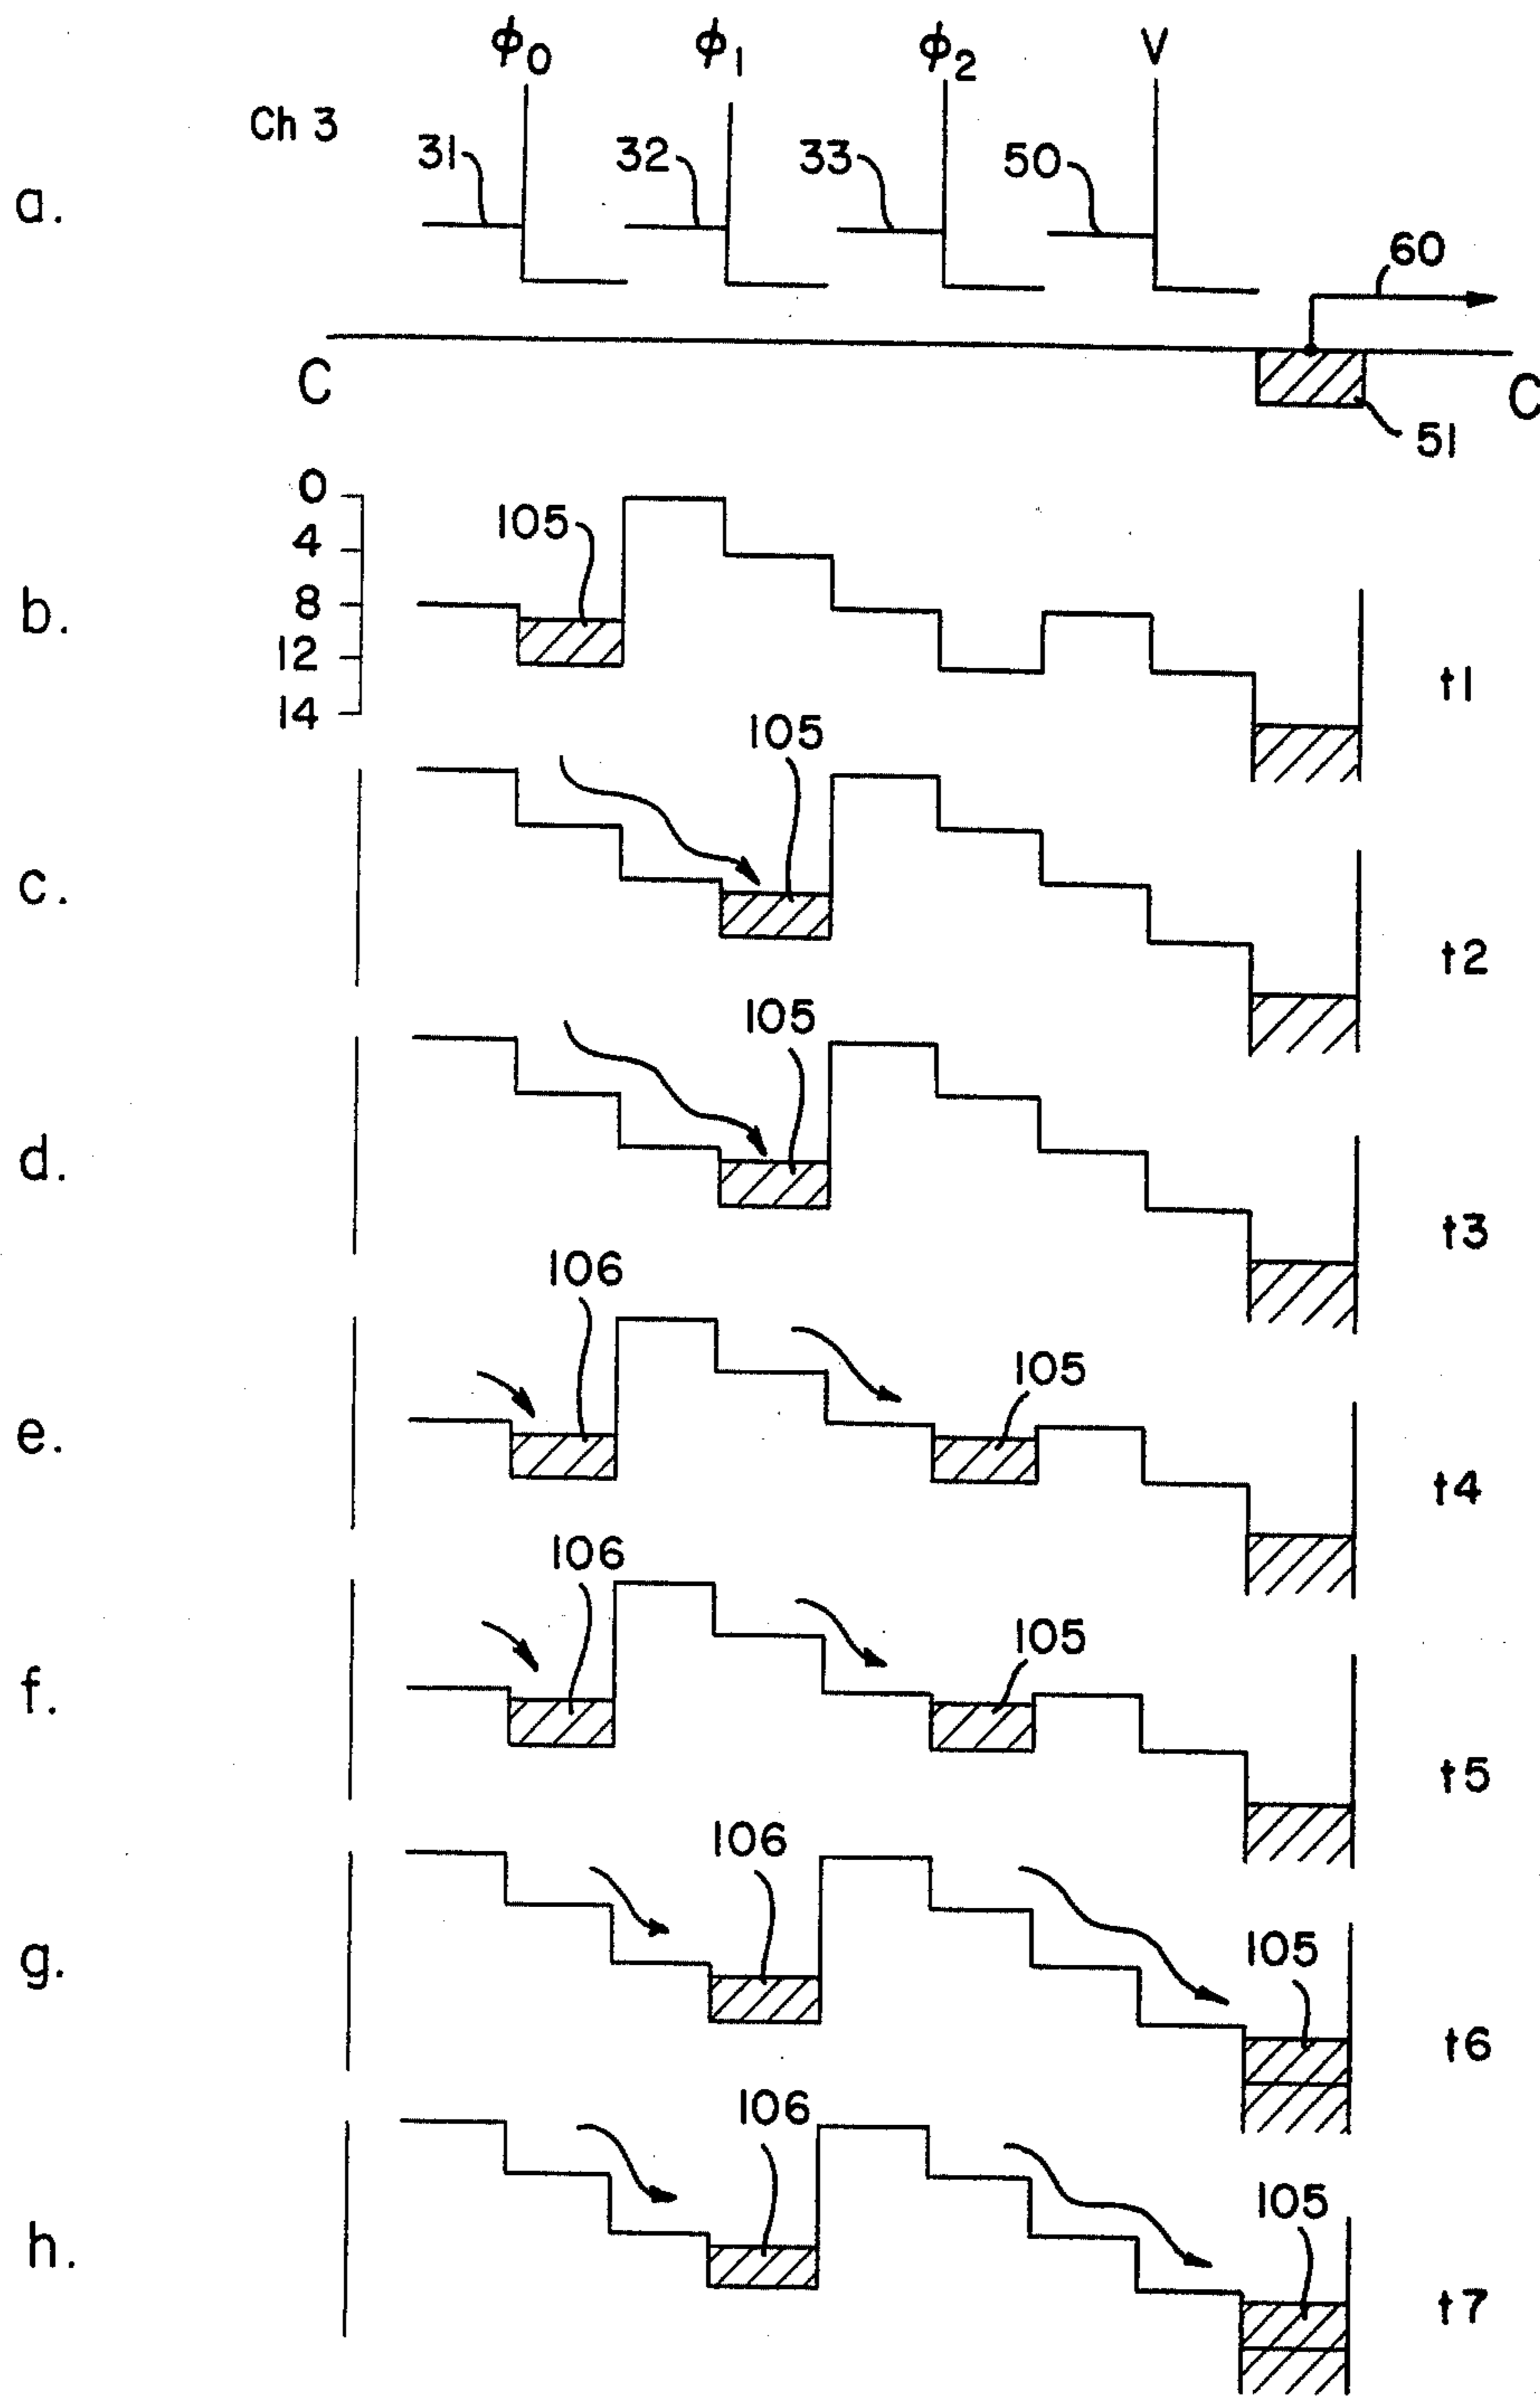 ϕ0 ϕ1 ϕ2 V
Ch 3
31 32 33 50
a.
60
C C
51
0
4
8
12
14
105
b.
t1
105
c.
t2
105
d.
t3
106
105
e.
t4
106
105
f.
t5
106
105
g.
t6
106
105
h.
t7